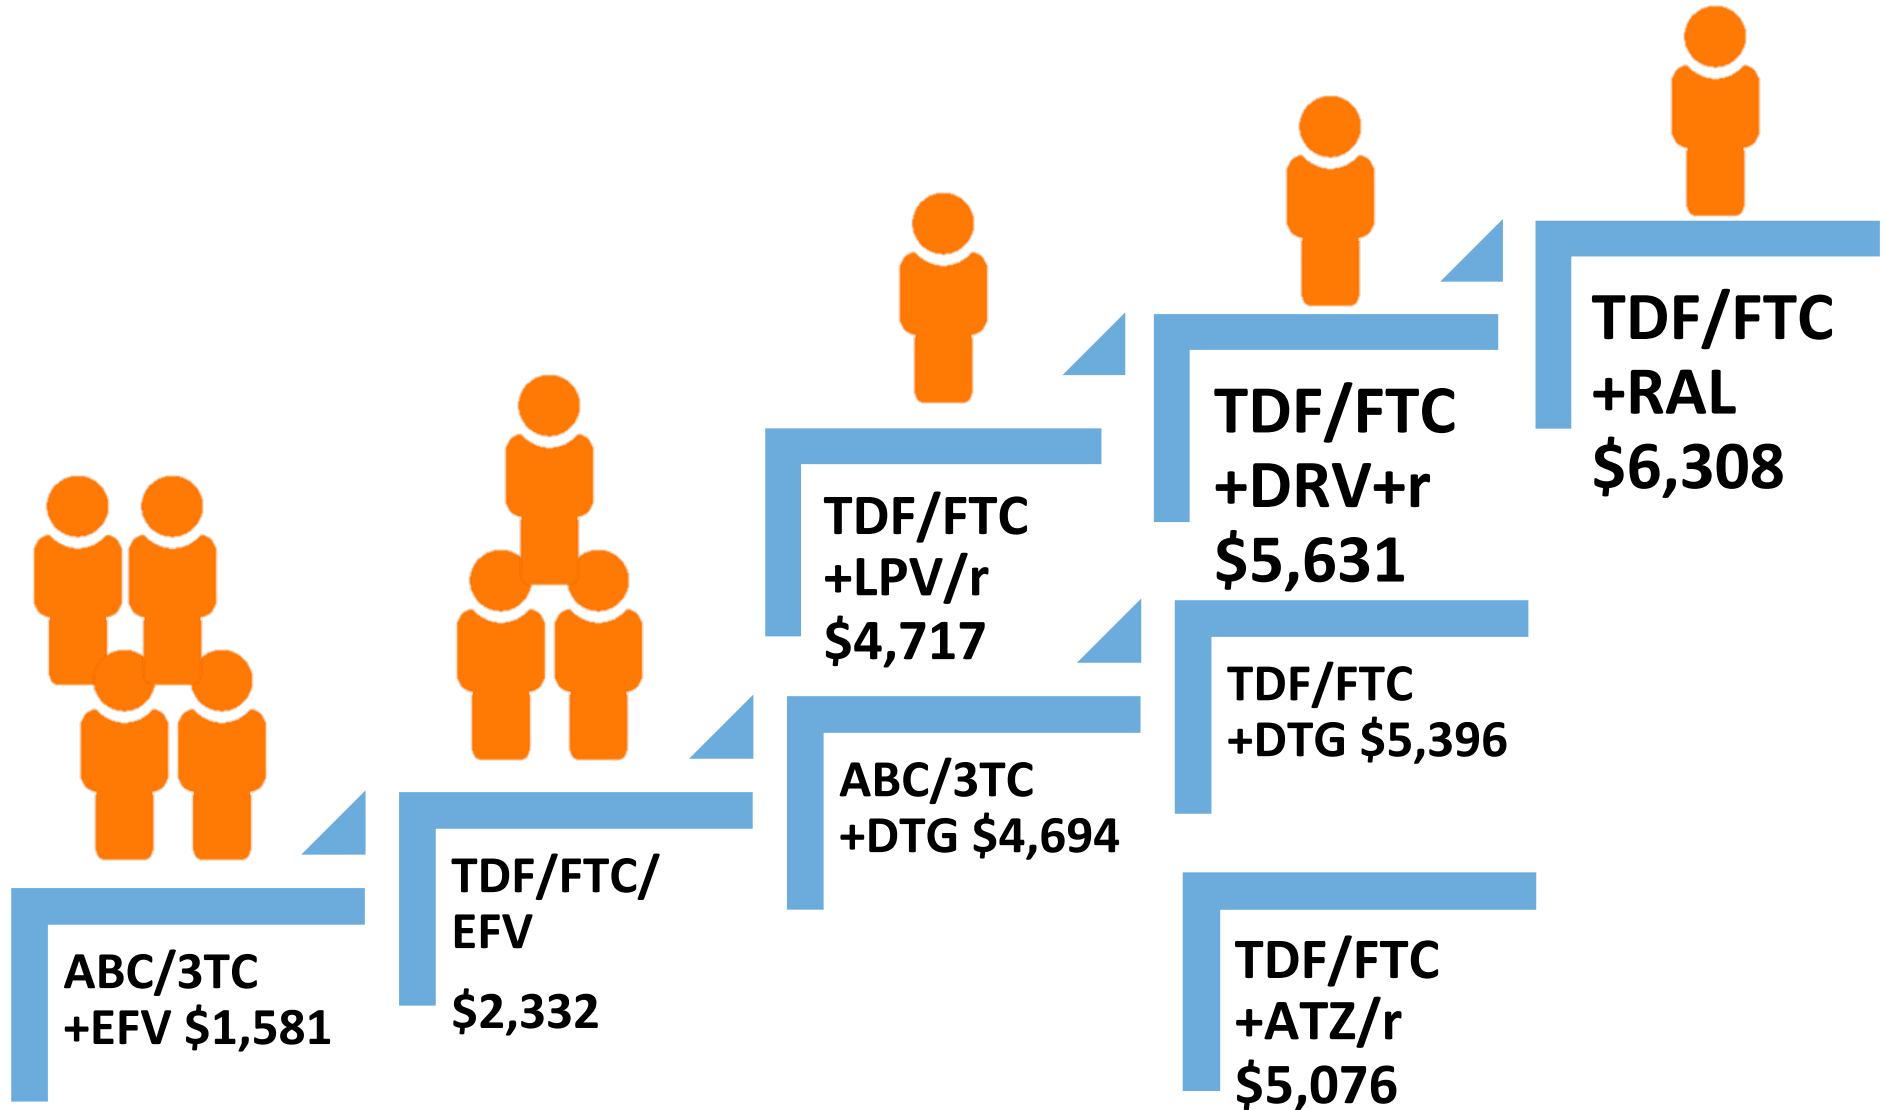 ABC/3TC
+EFV $1,581
TDF/FTC/
EFV
$2,332
TDF/FTC
+LPV/r
$4,717
ABC/3TC
+DTG $4,694
TDF/FTC
+DRV+r
$5,631
TDF/FTC
+DTG $5,396
TDF/FTC
+ATZ/r
$5,076
TDF/FTC
+RAL
$6,308